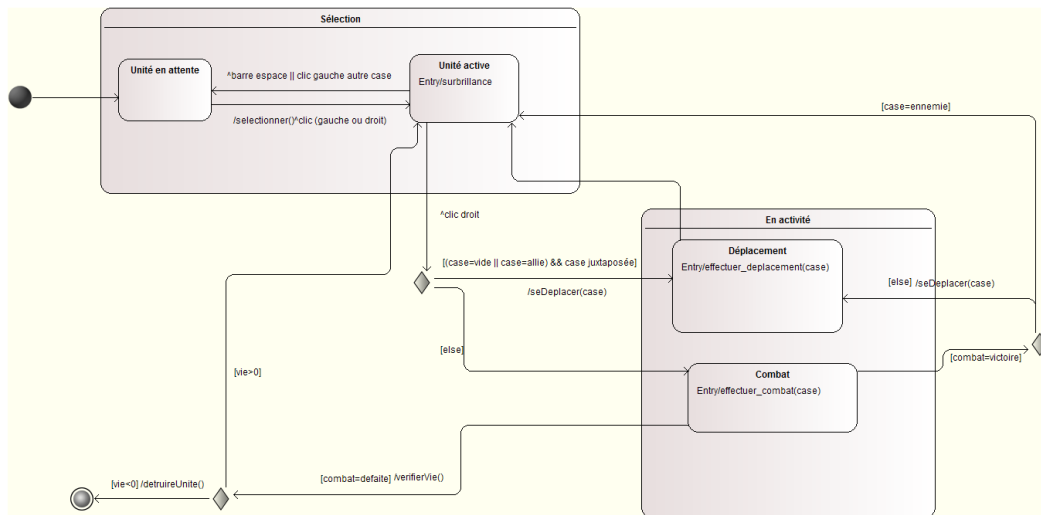 Sélection
Unité en attente
Unité active
Entry/surbrillance
^barre espace || clic gauche autre case
/selectionner()^clic (gauche ou droit)
[case=ennemie]
^clic droit
En activité
Déplacement
Entry/effectuer_deplacement(case)
[(case=vide || case=allie) && case juxtaposée]
/seDeplacer(case)
[else] /seDeplacer(case)
[else]
[combat=victoire]
Combat
Entry/effectuer_combat(case)
[vie>0]
[combat=defaite] /verifierVie()
[vie<0] /detruireUnite()